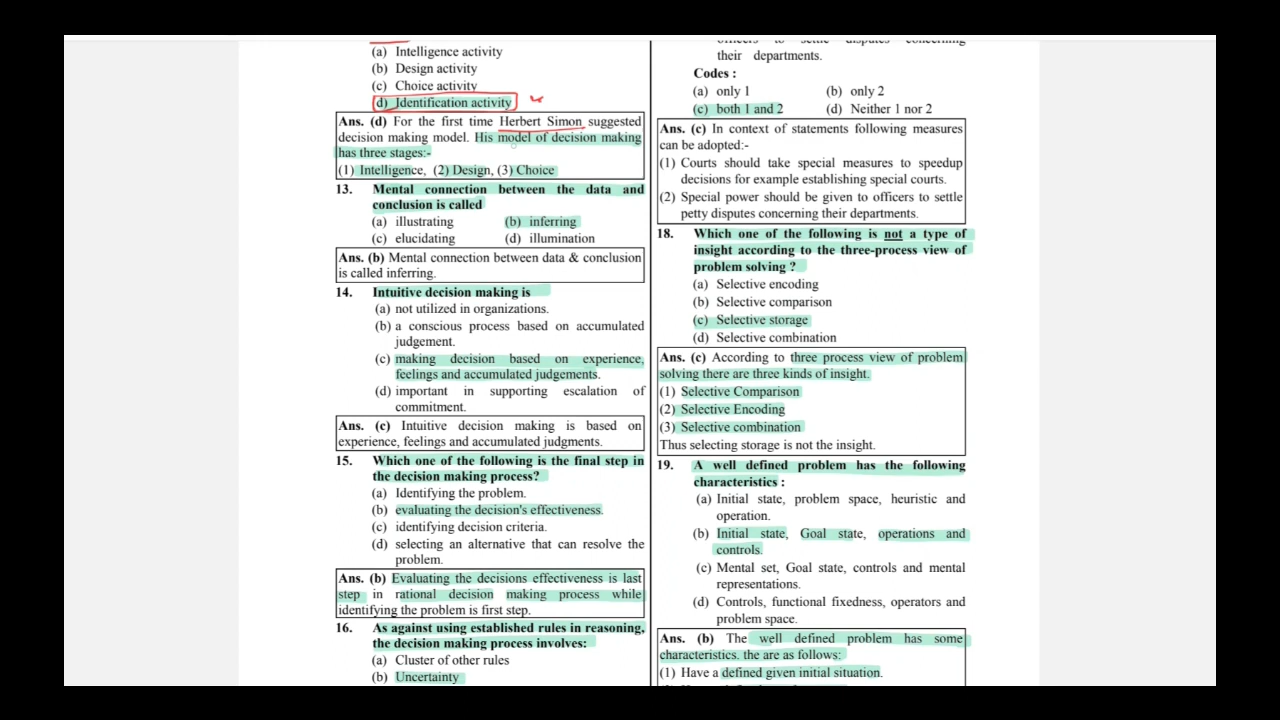 (a) Intelligence activity
(b) Design activity
(c) Choice activity
(d) Identification activity
Ans. (d) For the first time Herbert Simon suggested
decision making model. His model of decision making
has three stages:-
(1) Intelligence, (2) Design, (3) Choice
13. Mental connection between the data and
conclusion is called
(a) illustrating (b) inferring
(c) elucidating (d) illumination
Ans. (b) Mental connection between data & conclusion
is called inferring.
14. Intuitive decision making is
(a) not utilized in organizations.
(b) a conscious process based on accumulated
judgement.
(c) making decision based on experience,
feelings and accumulated judgements.
(d) important in supporting escalation of
commitment.
Ans. (c) Intuitive decision making is based on
experience, feelings and accumulated judgments.
15. Which one of the following is the final step in
the decision making process?
(a) Identifying the problem.
(b) evaluating the decision's effectiveness.
(c) identifying decision criteria.
(d) selecting an alternative that can resolve the
problem.
Ans. (b) Evaluating the decisions effectiveness is last
step in rational decision making process while
identifying the problem is first step.
16. As against using established rules in reasoning,
the decision making process involves:
(a) Cluster of other rules
(b) Uncertainty
officers to settle disputes concerning
their departments.
Codes :
(a) only 1 (b) only 2
(c) both 1 and 2 (d) Neither 1 nor 2
Ans. (c) In context of statements following measures
can be adopted:-
(1) Courts should take special measures to speedup
decisions for example establishing special courts.
(2) Special power should be given to officers to settle
petty disputes concerning their departments.
18. Which one of the following is not a type of
insight according to the three-process view of
problem solving ?
(a) Selective encoding
(b) Selective comparison
(c) Selective storage
(d) Selective combination
Ans. (c) According to three process view of problem
solving there are three kinds of insight.
(1) Selective Comparison
(2) Selective Encoding
(3) Selective combination
Thus selecting storage is not the insight.
19. A well defined problem has the following
characteristics :
(a) Initial state, problem space, heuristic and
operation.
(b) Initial state, Goal state, operations and
controls.
(c) Mental set, Goal state, controls and mental
representations.
(d) Controls, functional fixedness, operators and
problem space.
Ans. (b) The well defined problem has some
characteristics. the are as follows:
(1) Have a defined given initial situation.